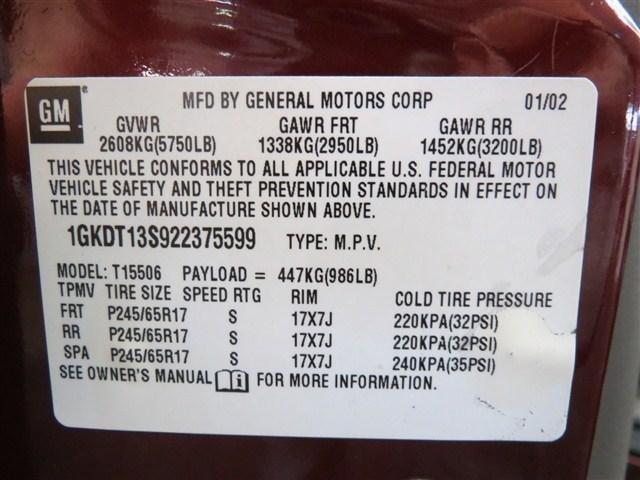 GM ®
MFD BY GENERAL MOTORS CORP 01/02
GVWR GAWR FRT GAWR RR
2608KG(5750LB) 1338KG(2950LB) 1452KG(3200LB)
THIS VEHICLE CONFORMS TO ALL APPLICABLE U.S. FEDERAL MOTOR
VEHICLE SAFETY AND THEFT PREVENTION STANDARDS IN EFFECT ON
THE DATE OF MANUFACTURE SHOWN ABOVE.
1GKDT13S922375599 TYPE: M.P.V.
MODEL: T15506 PAYLOAD = 447KG(986LB)
TPMV TIRE SIZE SPEED RTG RIM COLD TIRE PRESSURE
FRT P245/65R17 S 17X7J 220KPA(32PSI)
RR P245/65R17 S 17X7J 220KPA(32PSI)
SPA P245/65R17 S 17X7J 240KPA(35PSI)
SEE OWNER'S MANUAL i FOR MORE INFORMATION.